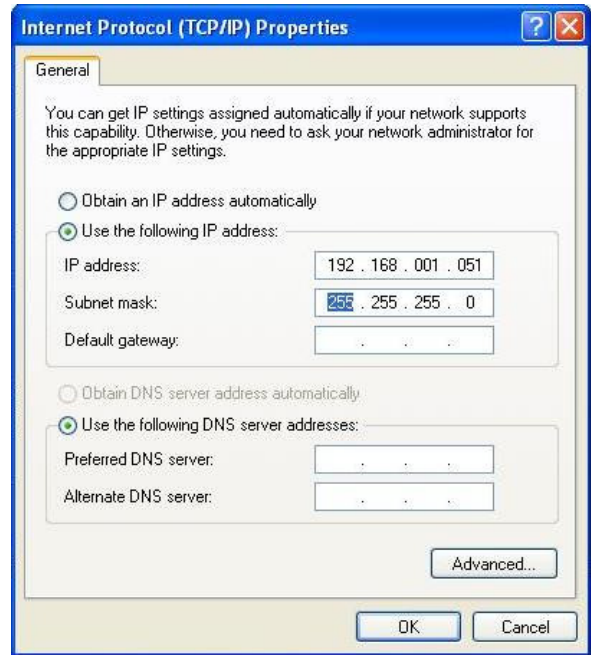 Internet Protocol (TCP/IP) Properties
General
You can get IP settings assigned automatically if your network supports
this capability. Otherwise, you need to ask your network administrator for
the appropriate IP settings.
Obtain an IP address automatically
Use the following IP address:
IP address: 192 . 168 . 001 . 051
Subnet mask: 255 . 255 . 255 . 0
Default gateway: . . .
Obtain DNS server address automatically
Use the following DNS server addresses:
Preferred DNS server: . . .
Alternate DNS server: . . .
Advanced...
OK Cancel